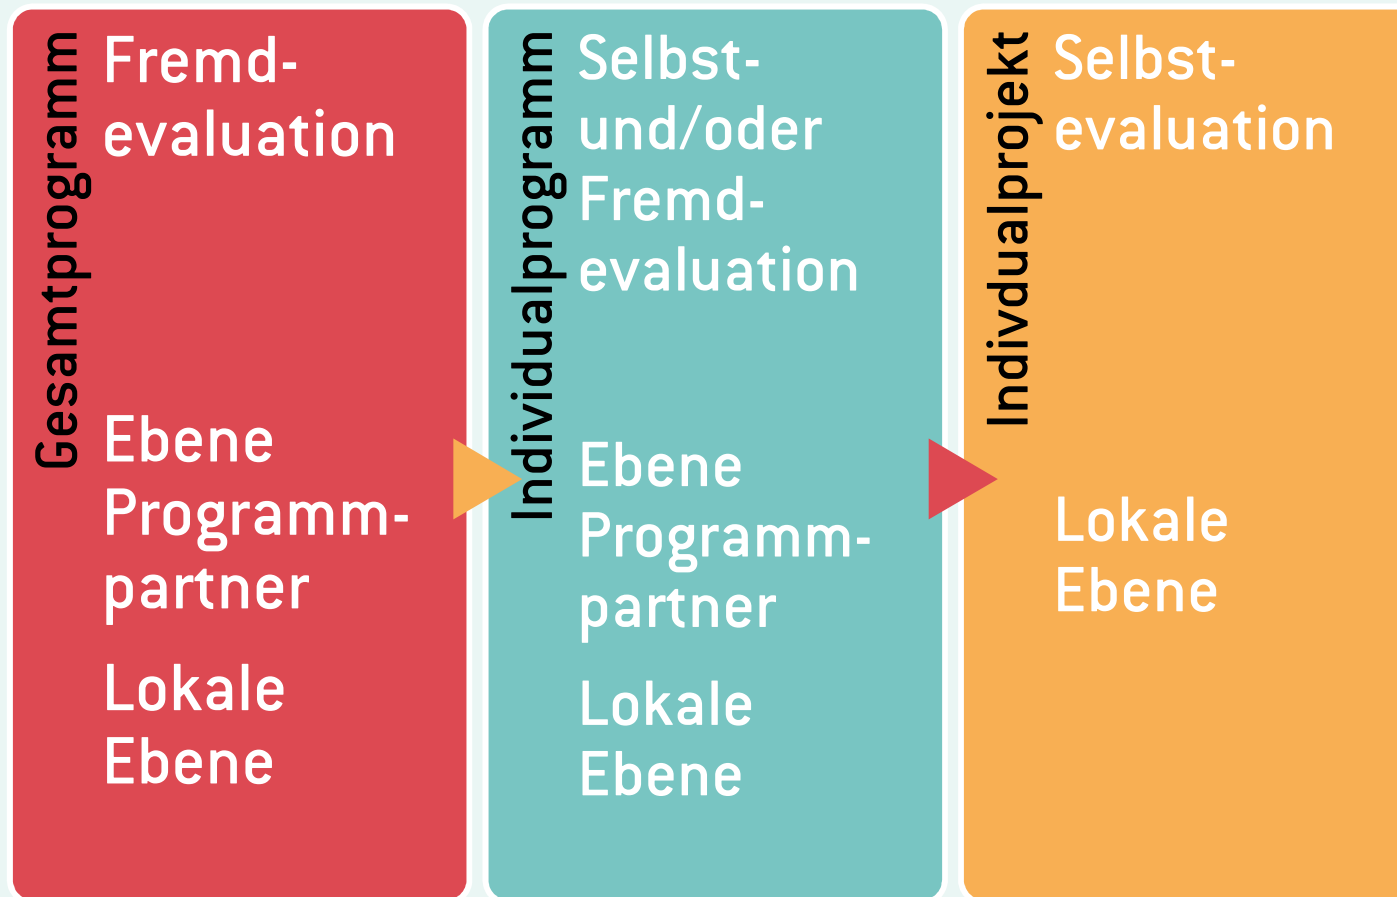 Gesamtprogramm
Fremd-
evaluation
Ebene
Programm-
partner
Lokale
Ebene
Individualprogramm
Selbst-
und/oder
Fremd-
evaluation
Ebene
Programm-
partner
Lokale
Ebene
Indivdualprojekt
Selbst-
evaluation
Lokale
Ebene